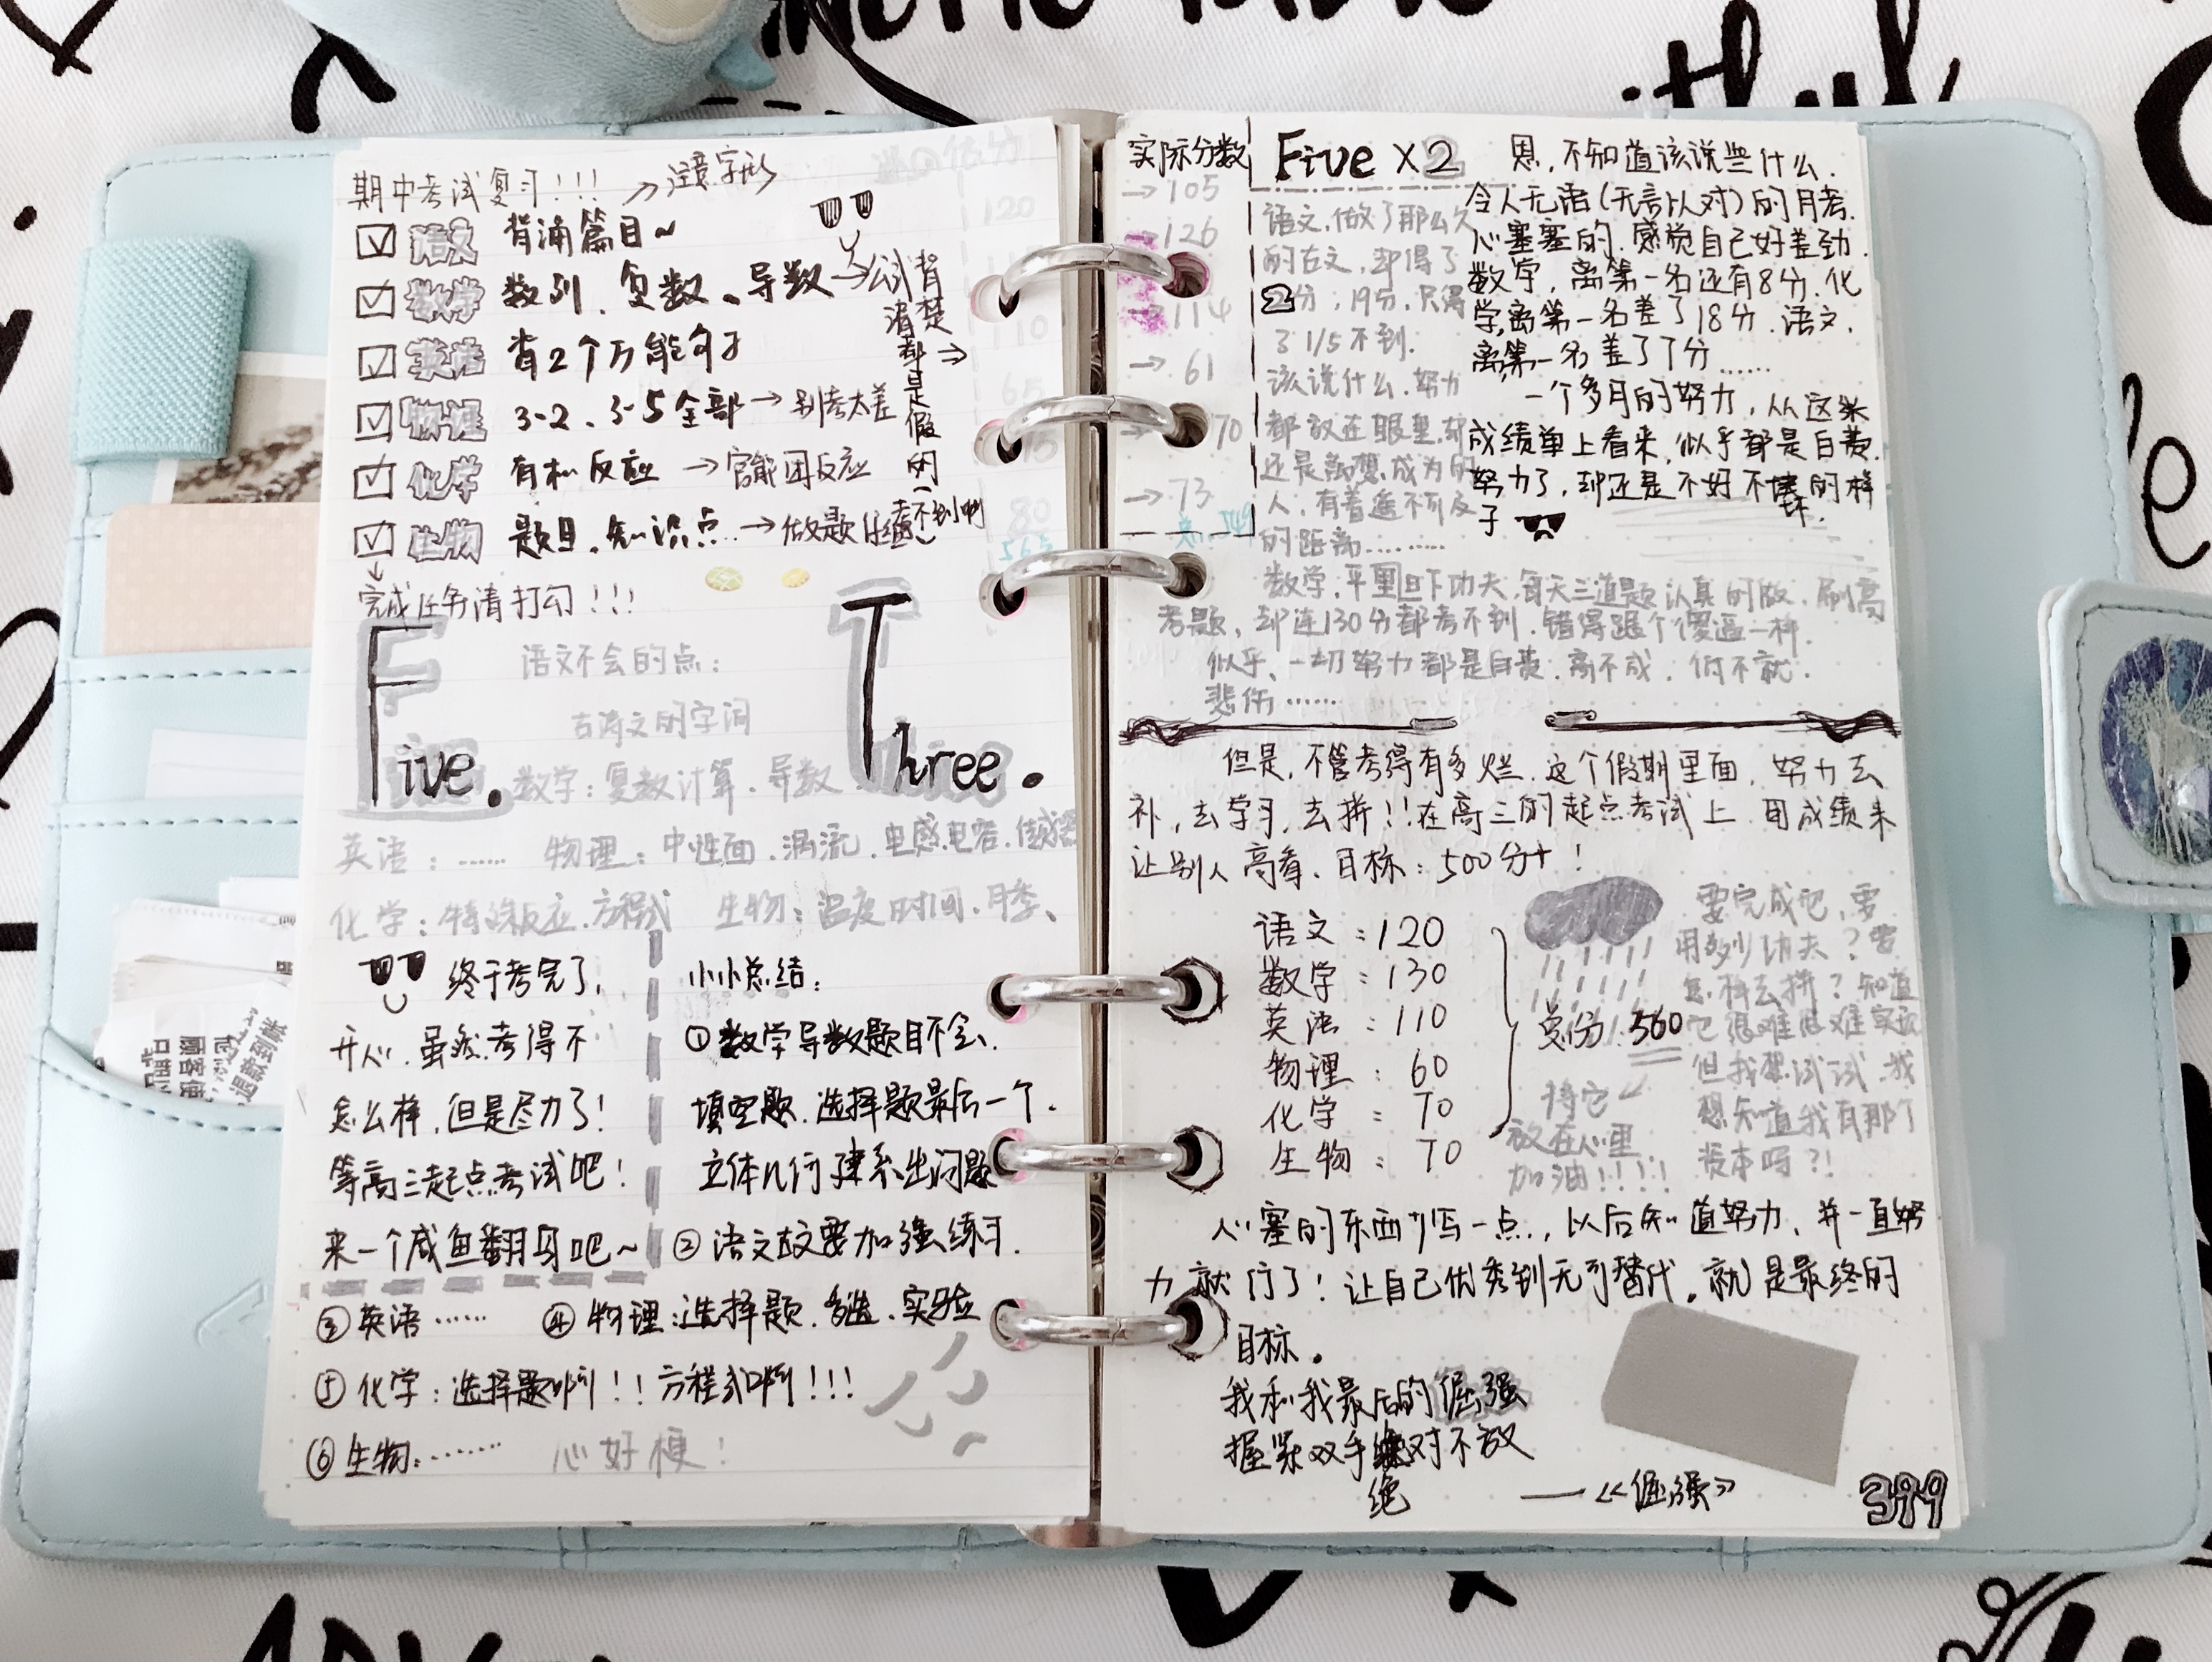 期中考试复习!!! → 注意字形
☑ 语文 背诵篇目~
☑ 数学 数列、复数、导数→公式背
清楚
都⇒
是
假
的
☑ 英语 背2个万能句子
☑ 物理 3-2、3-5全部→别考太差
☑ 化学 有机反应→官能团反应
☑ 生物 题目、知识点→做题
↓
完成任务请打勾!!!
估分
120
110
65
75
80
Five. Three.
语文不会的点:
古诗文的字词
数学:复数计算、导数
英语:…… 物理:中性面、涡流、电感电容、传感器
化学:特殊反应、方程式 生物:温度时间、月季、
终于考完了,
开心、虽然考得不
怎么样,但是尽力了!
等高三起点考试吧!
来一个咸鱼翻身吧~
小小总结:
①数学导数题目不会、
填空题、选择题最后一个.
立体几何建系出问题
②语文故要加强练习.
③英语…… ④物理:选择题、多选、实验
⑤化学:选择题啊!!方程式啊!!!
⑥生物:…… 心好梗!
实际分数
→105
→126
→114
→61
→70
→73
总:549
Five×2
恩,不知道该说些什么.
令人无语(无言以对)的月考.
心塞塞的,感觉自己好差劲.
数学,离第一名还有8分.化
学,离第一名差了18分.语文,
离第一名差了7分……
一个多月的努力,从这张
成绩单上看来,似乎都是白费
努力了,却还是不好不坏的样
子
语文,做了那么久
的古文,却得了
2分,19分,只得
了1/5不到.
该说什么.努力
都放在眼里,却
还是离想成为的
人,有着遥不可及
的距离………
数学,平里日下功夫,每天三道题认真的做,刷高
考题,却连130分都考不到.错得跟个傻逼一样.
似乎、一切努力都是白费.高不成.低不就.
悲伤……
但是,不管考得有多烂.这个假期里面,努力去
补,去学习,去拼!!在高三的起点考试上.用成绩来
让别人高看、目标:500分+!
语文:120
数学:130
英语:110
物理:60
化学:70
生物:70
总分:560
将它
放在心里
加油!!!!
要完成它,要
用多少功夫?要
怎样去拼?知道
它很难很难实现
但我想试试.我
想知道我有那个
资本吗?!
心塞的东西少写一点,以后知道努力、并一直努
力就行了!让自己优秀到无可替代.就是最终的
目标.
我和我最后的倔强
握紧双手绝对不放
绝
——《倔强》
399
顾客
退款到账